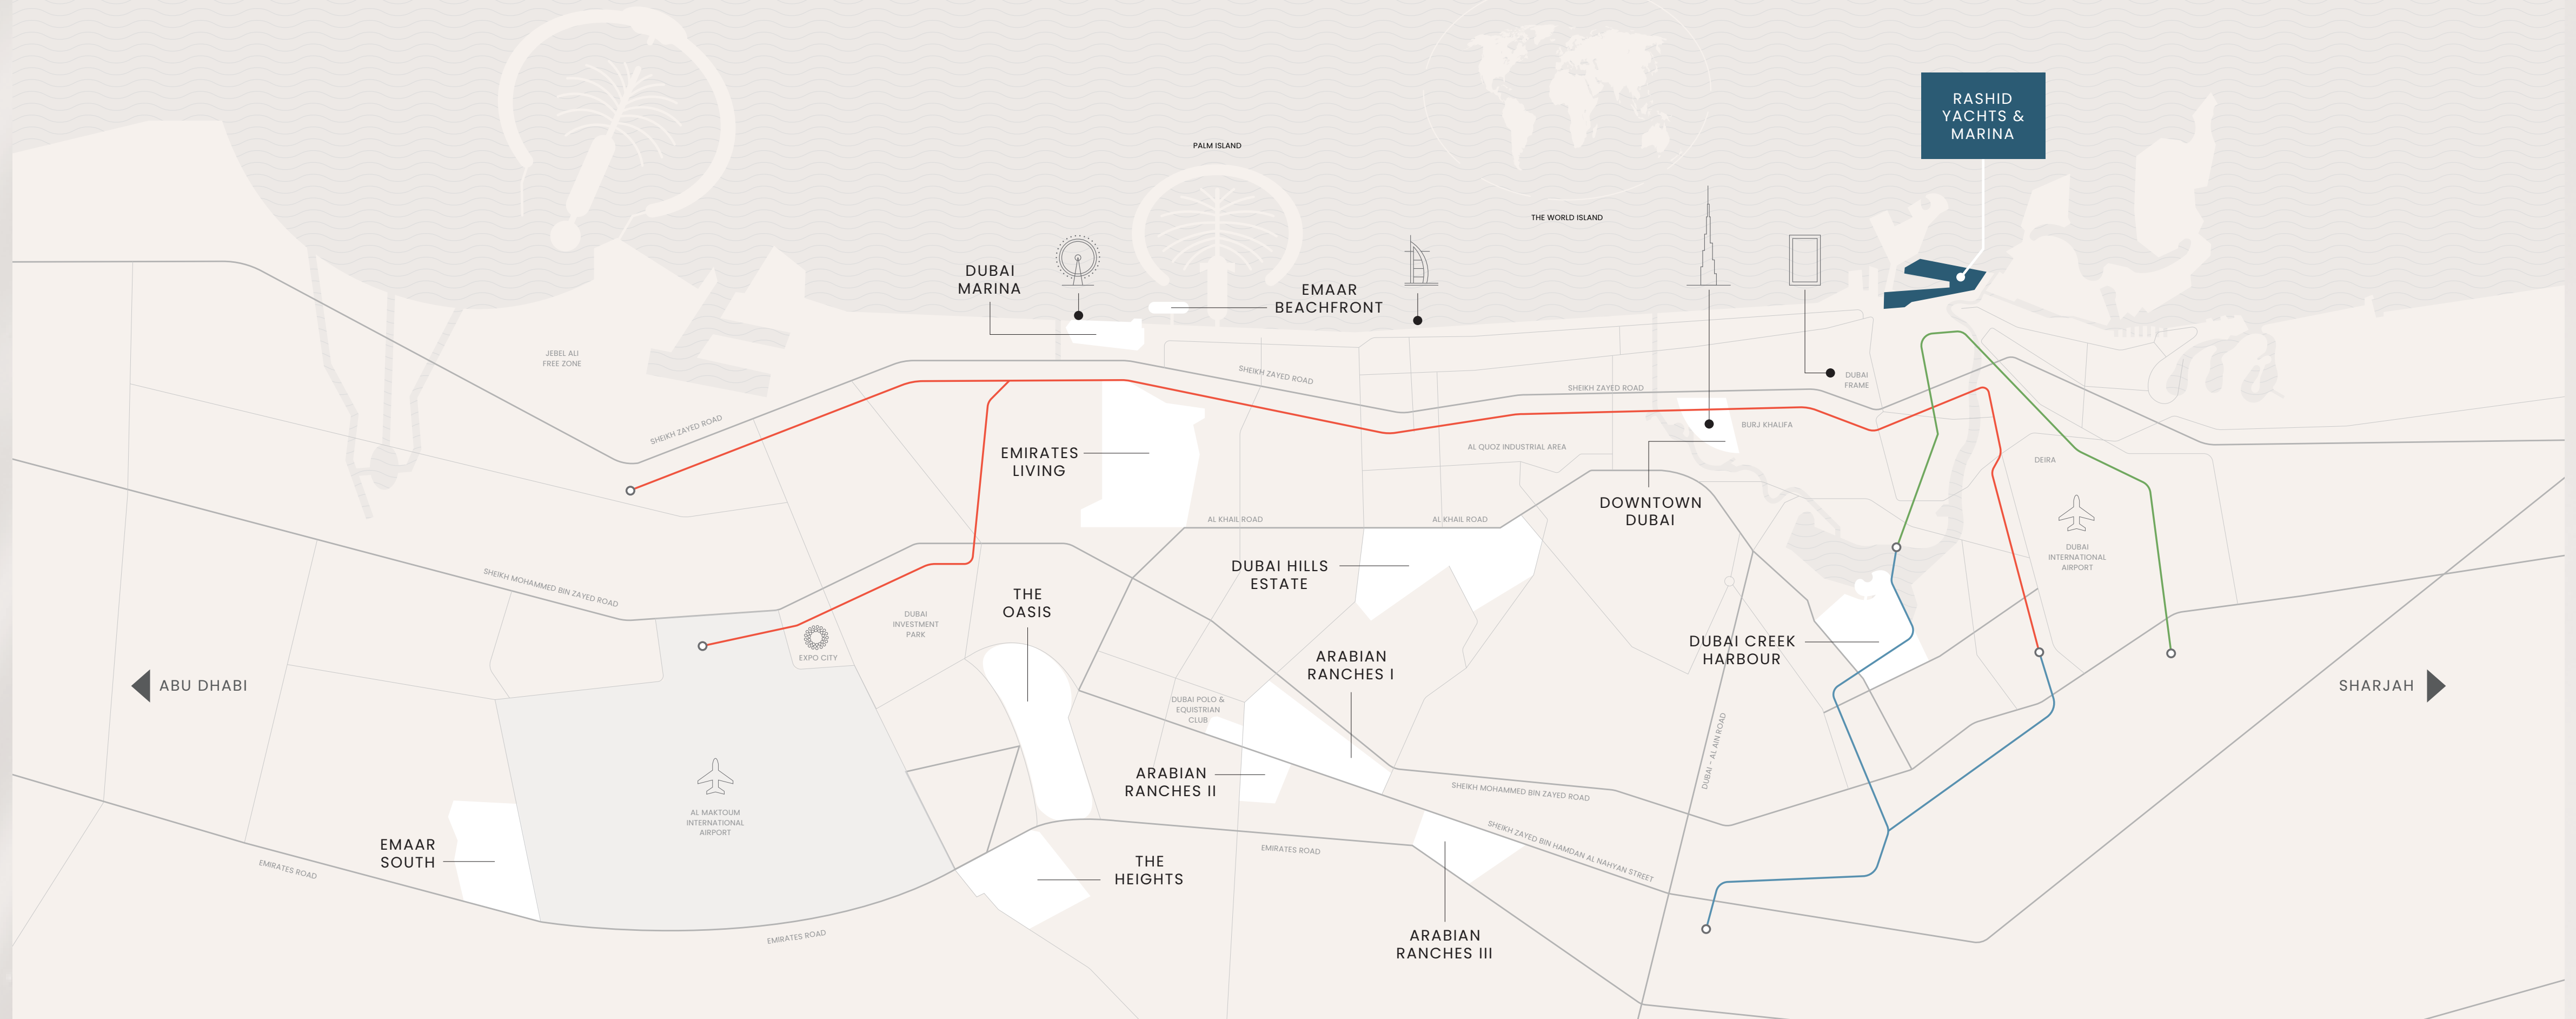 RASHID
YACHTS &
MARINA
PALM ISLAND
THE WORLD ISLAND
DUBAI
MARINA
EMAAR
BEACHFRONT
JEBEL ALI
FREE ZONE
SHEIKH ZAYED ROAD
SHEIKH ZAYED ROAD
SHEIKH ZAYED ROAD
DUBAI
FRAME
BURJ KHALIFA
AL QUOZ INDUSTRIAL AREA
EMIRATES
LIVING
DEIRA
DOWNTOWN
DUBAI
AL KHAIL ROAD
AL KHAIL ROAD
DUBAI
INTERNATIONAL
AIRPORT
DUBAI HILLS
ESTATE
SHEIKH MOHAMMED BIN ZAYED ROAD
THE
OASIS
DUBAI
INVESTMENT
PARK
EXPO CITY
DUBAI CREEK
HARBOUR
ARABIAN
RANCHES I
ABU DHABI
SHARJAH
DUBAI POLO &
EQUESTRIAN
CLUB
DUBAI - AL AIN ROAD
ARABIAN
RANCHES II
SHEIKH MOHAMMED BIN ZAYED ROAD
AL MAKTOUM
INTERNATIONAL
AIRPORT
SHEIKH ZAYED BIN HAMDAN AL NAHYAN STREET
EMAAR
SOUTH
EMIRATES ROAD
EMIRATES ROAD
THE
HEIGHTS
EMIRATES ROAD
ARABIAN
RANCHES III